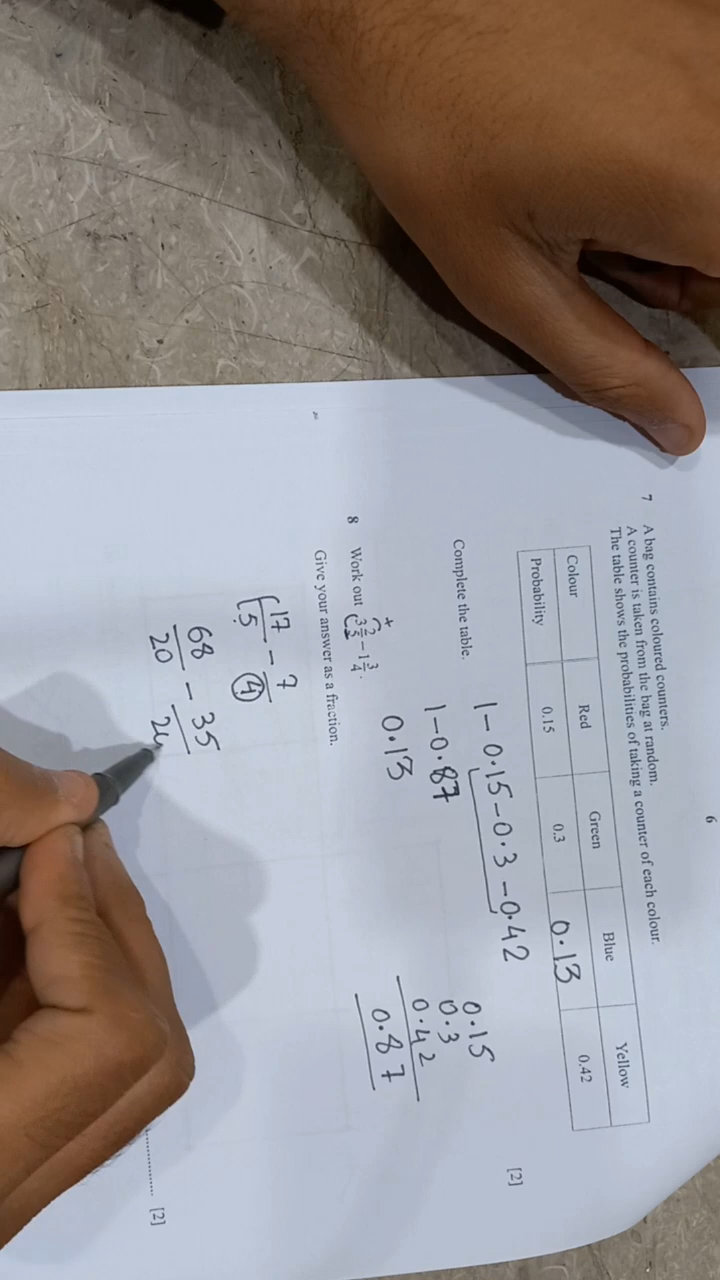 6
7 A bag contains coloured counters.
A counter is taken from the bag at random.
The table shows the probabilities of taking a counter of each colour.
Colour Red Green Blue Yellow
Probability 0.15 0.3 0.13 0.42
Complete the table.
1 - 0.15 - 0.3 - 0.42
1 - 0.87
0.13
0.15
0.3
0.42
0.87
[2]
8 Work out 3 2/5 - 1 3/4.
Give your answer as a fraction.
17/5 - 7/4
68/20 - 35/20
[2]